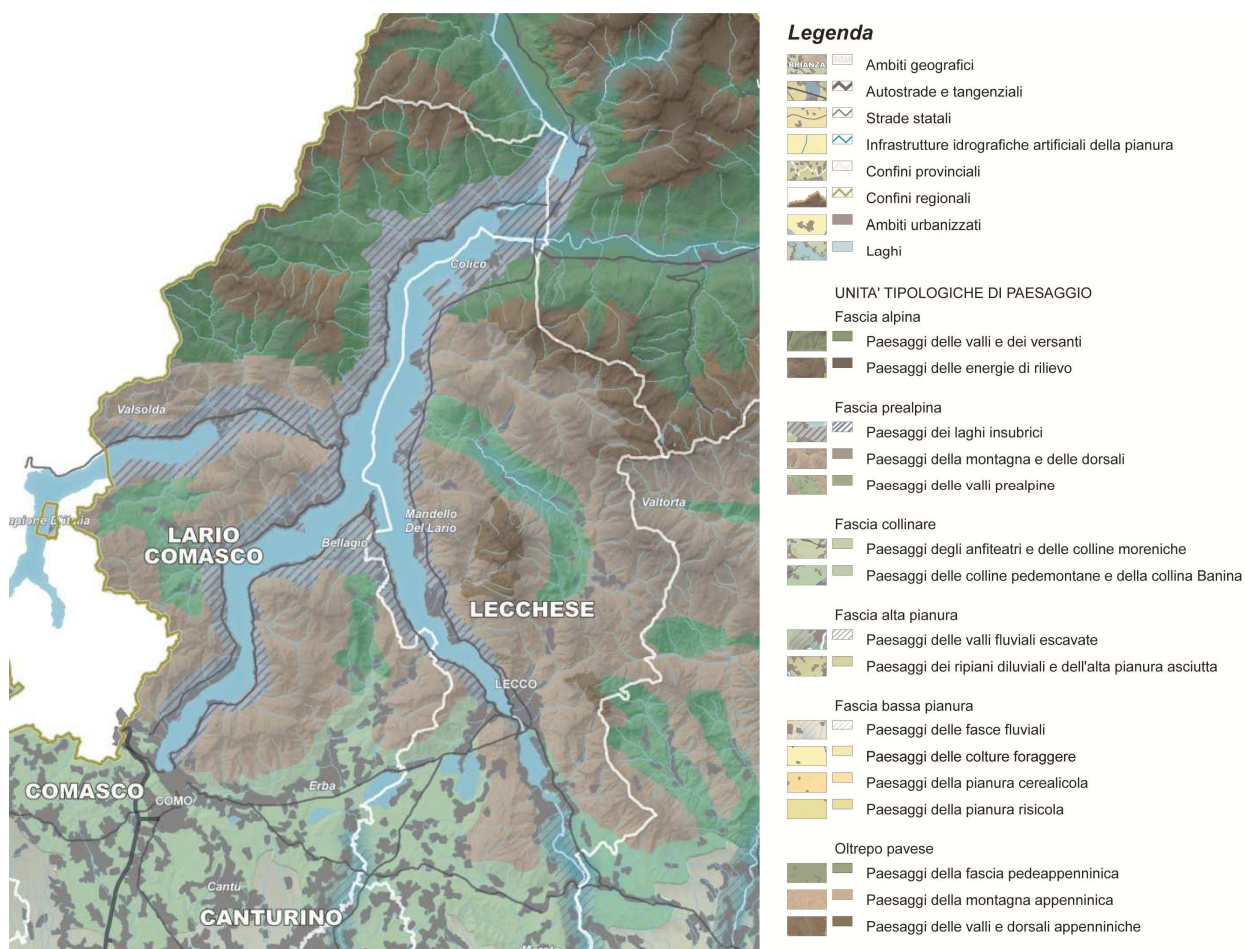 Colico
Valsolda
Valtorta
Mandello
Del Lario
LARIO
COMASCO
Bellagio
LECCHESE
LECCO
Erba
COMASCO
COMO
Cantù
CANTURINO
Legenda
BRIANZA
Ambiti geografici
Autostrade e tangenziali
Strade statali
Infrastrutture idrografiche artificiali della pianura
Confini provinciali
Confini regionali
Ambiti urbanizzati
Laghi
UNITA' TIPOLOGICHE DI PAESAGGIO
Fascia alpina
Paesaggi delle valli e dei versanti
Paesaggi delle energie di rilievo
Fascia prealpina
Paesaggi dei laghi insubrici
Paesaggi della montagna e delle dorsali
Paesaggi delle valli prealpine
Fascia collinare
Paesaggi degli anfiteatri e delle colline moreniche
Paesaggi delle colline pedemontane e della collina Banina
Fascia alta pianura
Paesaggi delle valli fluviali escavate
Paesaggi dei ripiani diluviali e dell'alta pianura asciutta
Fascia bassa pianura
Paesaggi delle fasce fluviali
Paesaggi delle colture foraggere
Paesaggi della pianura cerealicola
Paesaggi della pianura risicola
Oltrepo pavese
Paesaggi della fascia pedeappenninica
Paesaggi della montagna appenninica
Paesaggi delle valli e dorsali appenniniche